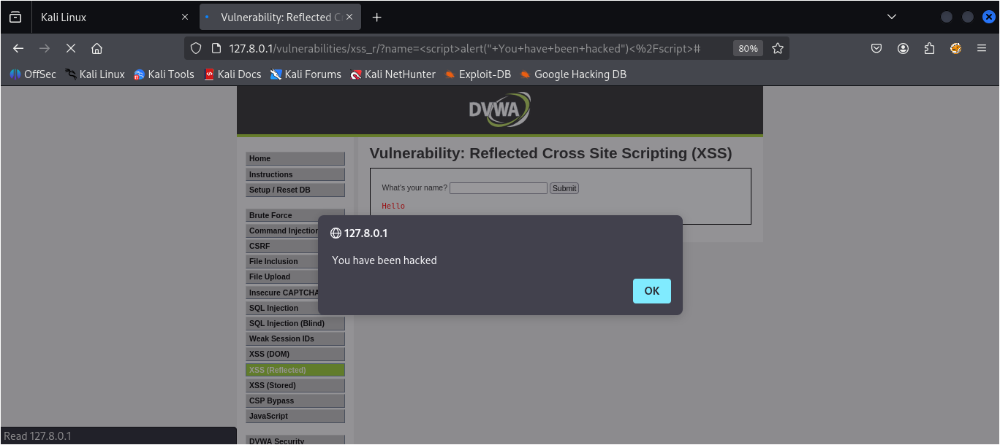 Kali Linux
Vulnerability: Reflected C
127.8.0.1/vulnerabilities/xss_r/?name=<script>alert("+You+have+been+hacked")<%2Fscript>#
80%
OffSec Kali Linux Kali Tools Kali Docs Kali Forums Kali NetHunter Exploit-DB Google Hacking DB
DVWA
Home
Instructions
Setup / Reset DB
Brute Force
Command Injection
CSRF
File Inclusion
File Upload
Insecure CAPTCHA
SQL Injection
SQL Injection (Blind)
Weak Session IDs
XSS (DOM)
XSS (Reflected)
XSS (Stored)
CSP Bypass
JavaScript
DVWA Security
Vulnerability: Reflected Cross Site Scripting (XSS)
What's your name? Submit
Hello
127.8.0.1
You have been hacked
OK
Read 127.8.0.1